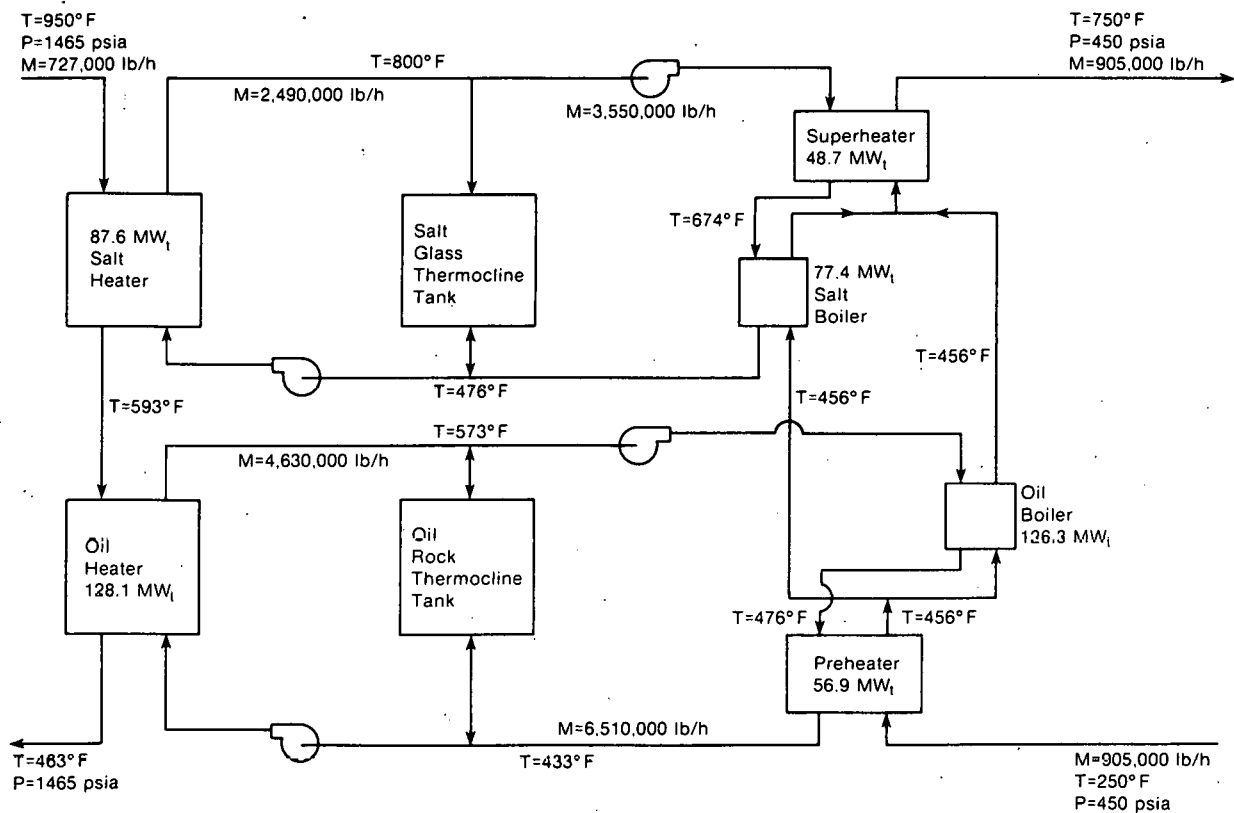 T=950°F
P=1465 psia
M=727,000 lb/h
T=800°F
M=2,490,000 lb/h
M=3,550,000 lb/h
T=750°F
P=450 psia
M=905,000 lb/h
Superheater
48.7 MWt
87.6 MWt
Salt
Heater
Salt
Glass
Thermocline
Tank
T=674°F
77.4 MWt
Salt
Boiler
T=476°F
T=456°F
T=456°F
T=593°F
T=573°F
M=4,630,000 lb/h
Oil
Boiler
126.3 MWt
Oil
Heater
128.1 MWt
Oil
Rock
Thermocline
Tank
T=476°F
T=456°F
Preheater
56.9 MWt
M=6,510,000 lb/h
T=433°F
T=463°F
P=1465 psia
M=905,000 lb/h
T=250°F
P=450 psia